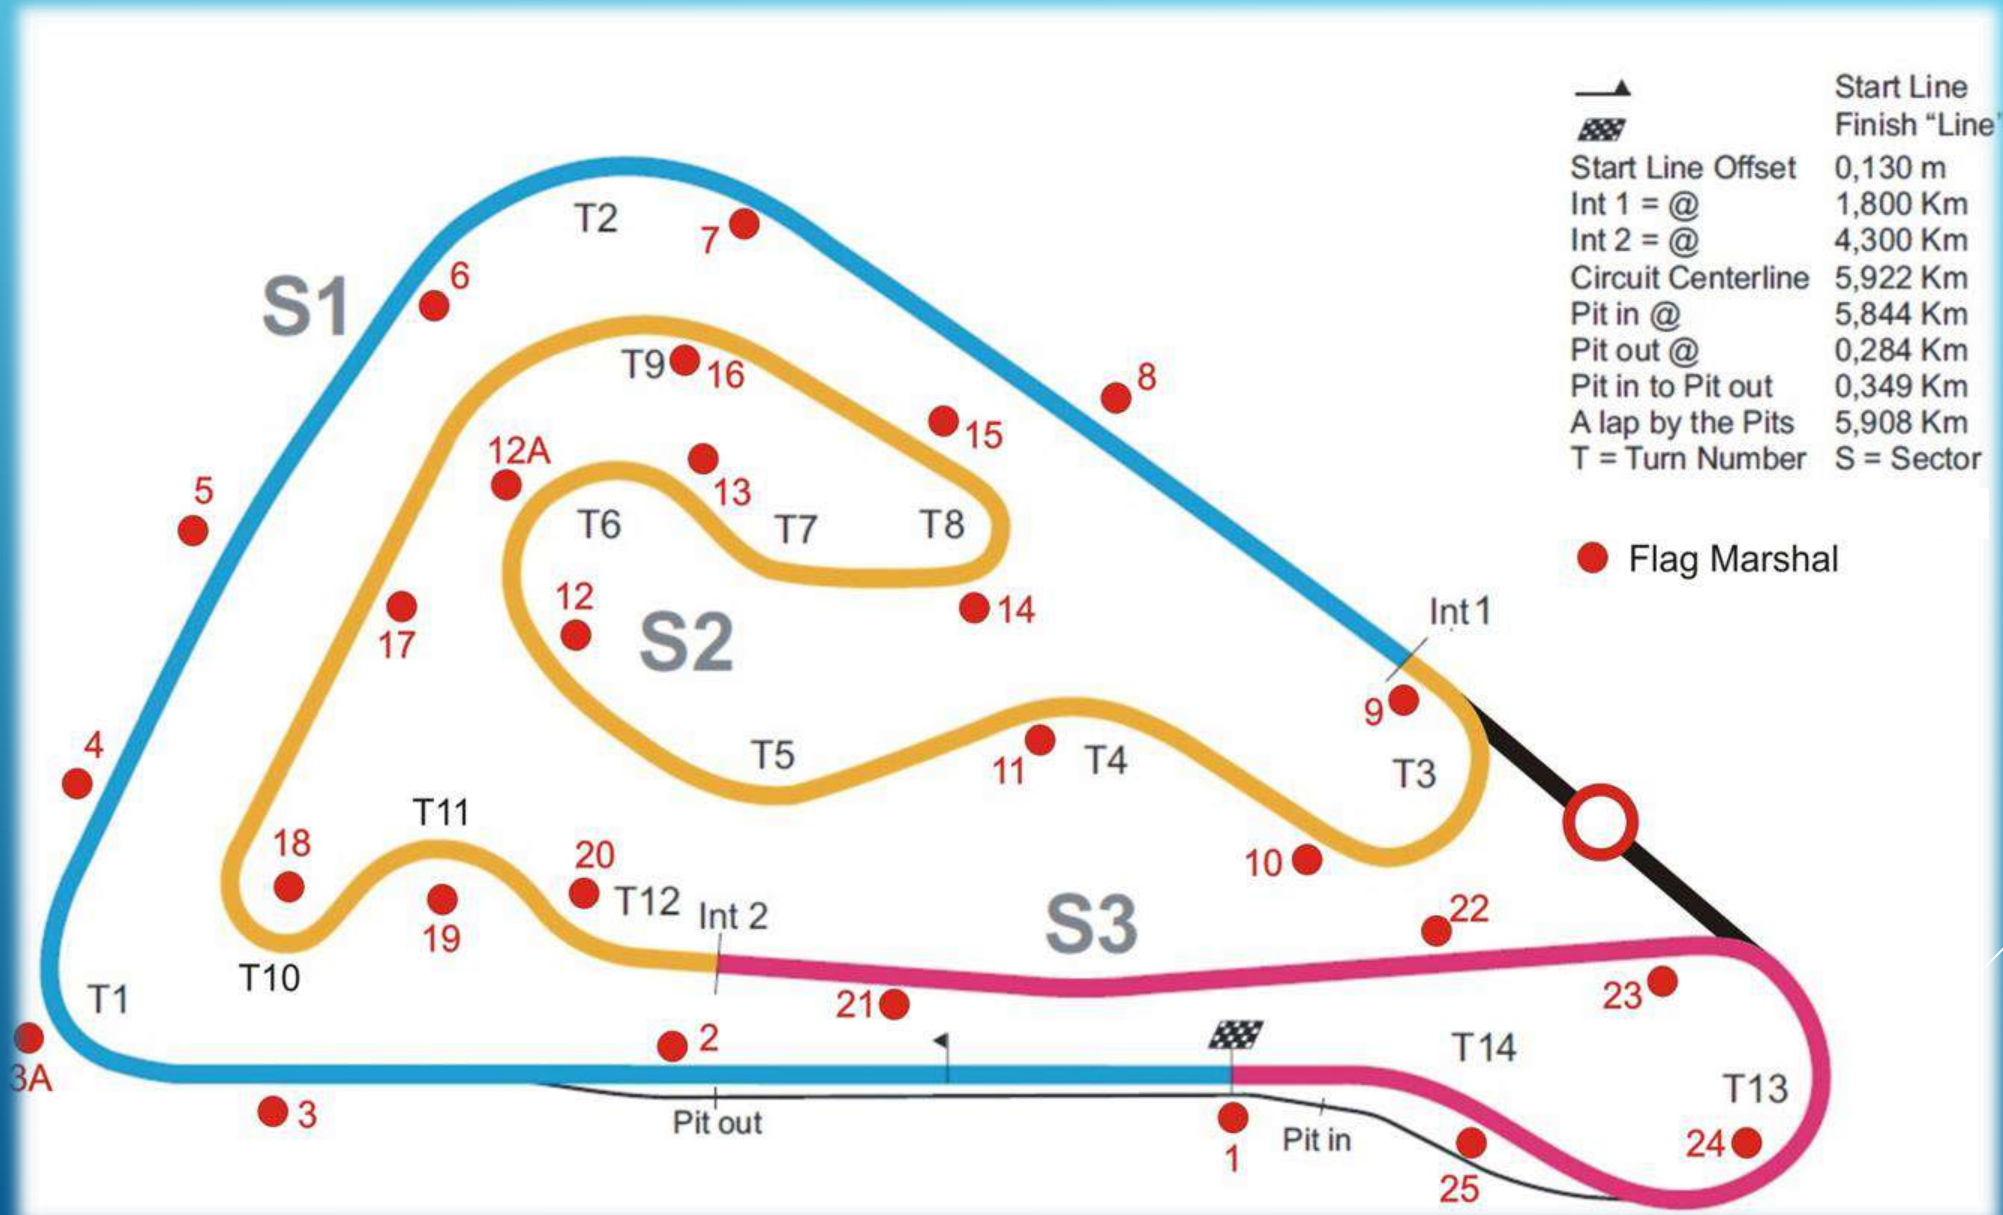 Start Line
Finish “Line”
Start Line Offset 0,130 m
Int 1 = @ 1,800 Km
Int 2 = @ 4,300 Km
Circuit Centerline 5,922 Km
Pit in @ 5,844 Km
Pit out @ 0,284 Km
Pit in to Pit out 0,349 Km
A lap by the Pits 5,908 Km
T = Turn Number S = Sector
Flag Marshal
T2
7
6
S1
8
T9
16
15
12A
13
5
T6
T7
T8
12
14
S2
Int 1
17
9
4
T5
11
T4
T3
T11
18
20
10
T12
Int 2
S3
22
19
T10
T1
21
23
2
T14
3A
T13
3
Pit out
1
Pit in
24
25